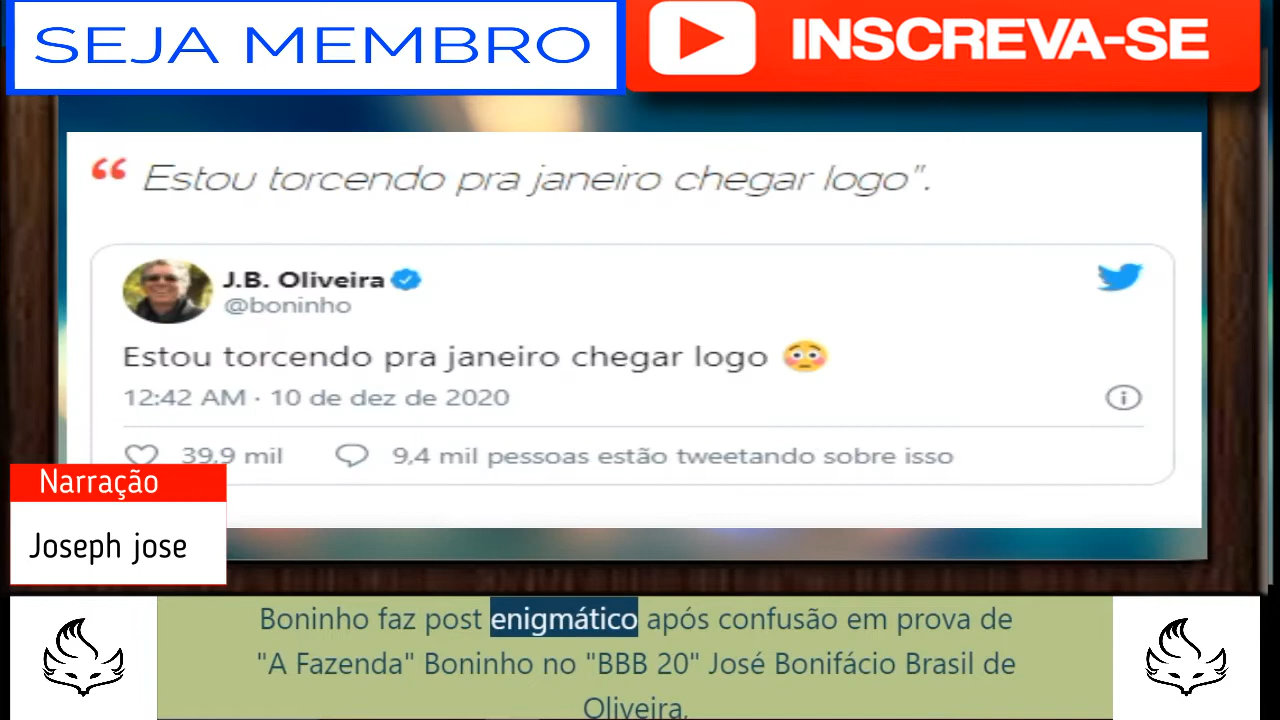 SEJA MEMBRO
INSCREVA-SE
“ Estou torcendo pra janeiro chegar logo".
J.B. Oliveira
@boninho
Estou torcendo pra janeiro chegar logo 😳
12:42 AM · 10 de dez de 2020
39,9 mil 9,4 mil pessoas estão tweetando sobre isso
Narração
Joseph jose
Boninho faz post enigmático após confusão em prova de
"A Fazenda" Boninho no "BBB 20" José Bonifácio Brasil de
Oliveira,